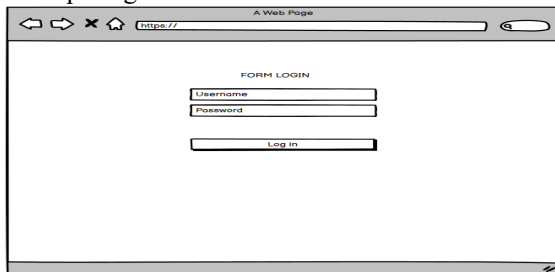 A Web Page
https://
FORM LOGIN
Username
Password
Log in